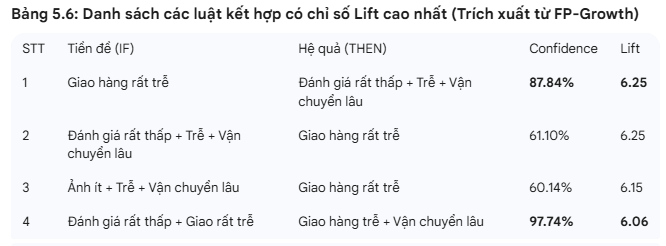 Bảng 5.6: Danh sách các luật kết hợp có chỉ số Lift cao nhất (Trích xuất từ FP-Growth)
STT Tiền đề (IF) Hệ quả (THEN) Confidence Lift
1 Giao hàng rất trễ Đánh giá rất thấp + Trễ + Vận 87.84% 6.25
chuyển lâu
2 Đánh giá rất thấp + Trễ + Vận Giao hàng rất trễ 61.10% 6.25
chuyển lâu
3 Ảnh ít + Trễ + Vận chuyển lâu Giao hàng rất trễ 60.14% 6.15
4 Đánh giá rất thấp + Giao rất trễ Giao hàng trễ + Vận chuyển lâu 97.74% 6.06